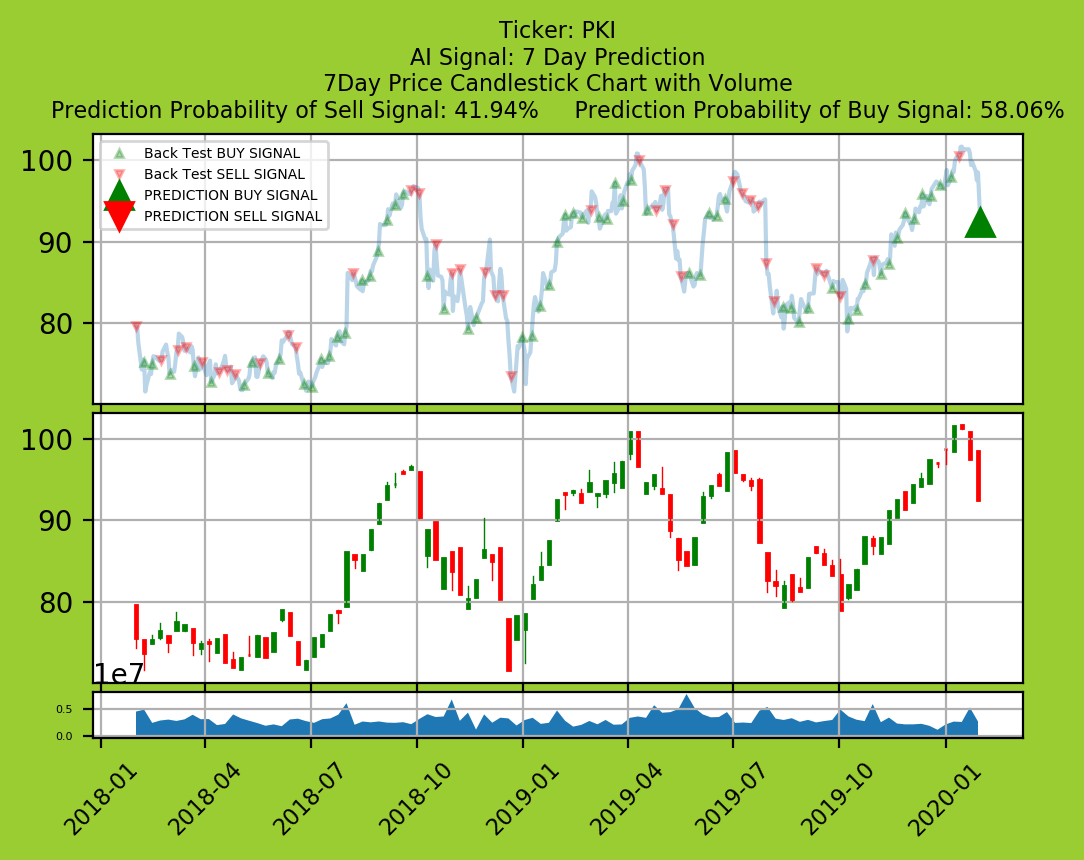 Ticker: PKI
AI Signal: 7 Day Prediction
7Day Price Candlestick Chart with Volume
Prediction Probability of Sell Signal: 41.94%     Prediction Probability of Buy Signal: 58.06%
Back Test BUY SIGNAL
Back Test SELL SIGNAL
PREDICTION BUY SIGNAL
PREDICTION SELL SIGNAL
100
90
80
100
90
80
1e7
0.5
0.0
2018-01
2018-04
2018-07
2018-10
2019-01
2019-04
2019-07
2019-10
2020-01